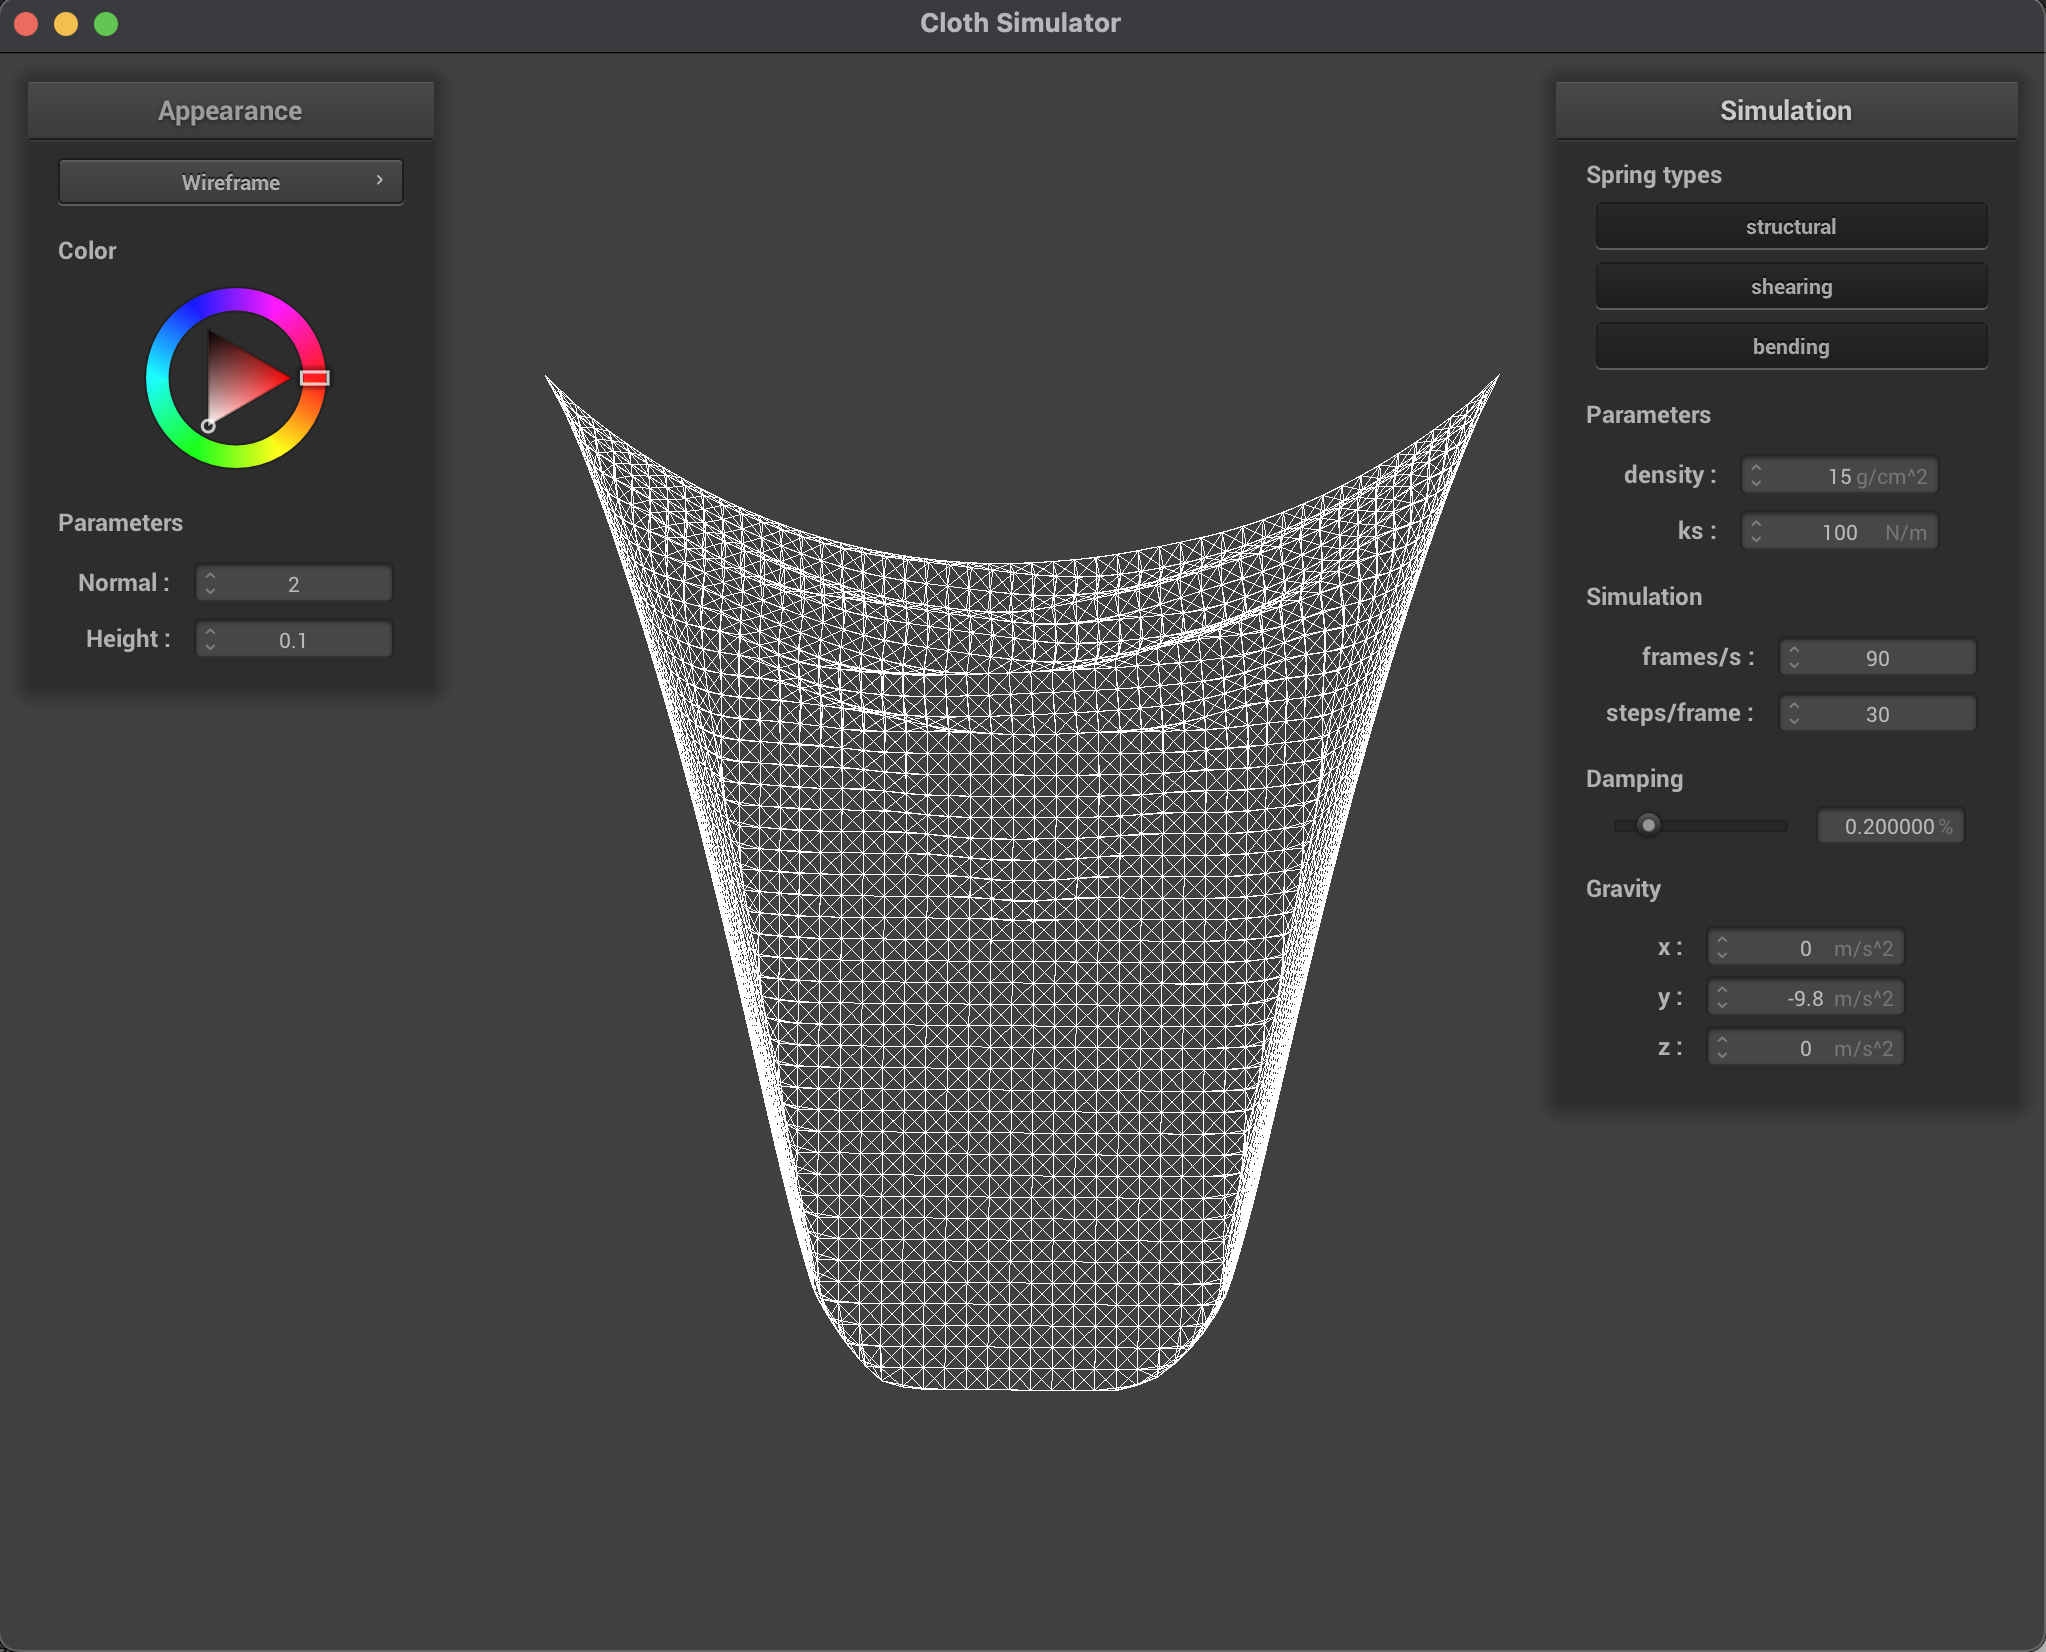 Cloth Simulator
Appearance
Wireframe
Color
Parameters
Normal : 2
Height : 0.1
Simulation
Spring types
structural
shearing
bending
Parameters
density : 15 g/cm^2
ks : 100 N/m
Simulation
frames/s : 90
steps/frame : 30
Damping
0.200000 %
Gravity
x : 0 m/s^2
y : -9.8 m/s^2
z : 0 m/s^2